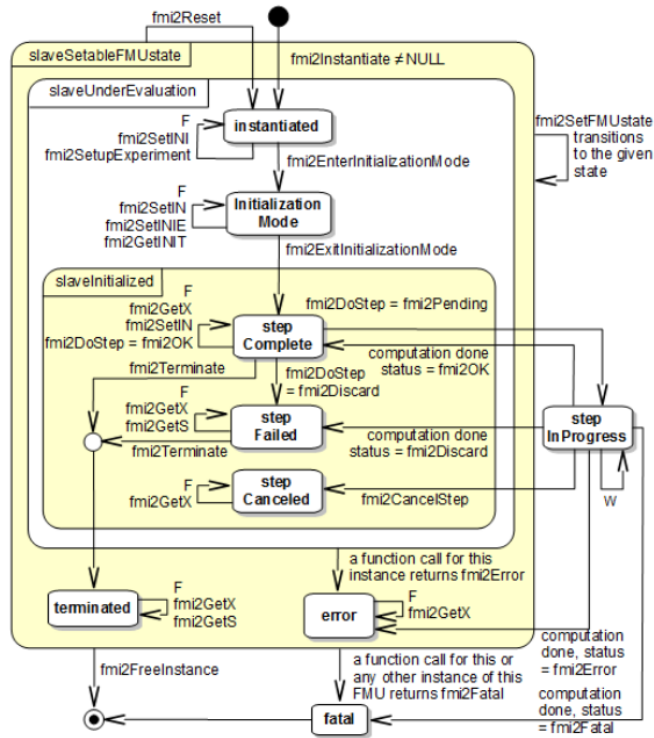 fmi2Reset
slaveSetableFMUstate
fmi2Instantiate ≠ NULL
slaveUnderEvaluation
F
fmi2SetINI
fmi2SetupExperiment
instantiated
fmi2SetFMUstate
transitions
to the given
state
fmi2EnterInitializationMode
F
fmi2SetIN
fmi2SetINIE
fmi2GetINIT
Initialization
Mode
fmi2ExitInitializationMode
slaveInitialized
F
fmi2GetX
fmi2SetIN
fmi2DoStep = fmi2OK
step
Complete
fmi2DoStep = fmi2Pending
computation done
status = fmi2OK
fmi2Terminate
fmi2DoStep
= fmi2Discard
F
fmi2GetX
fmi2GetS
step
Failed
fmi2Terminate
computation done
status = fmi2Discard
step
InProgress
W
F
fmi2GetX
step
Canceled
fmi2CancelStep
a function call for this
instance returns fmi2Error
terminated
F
fmi2GetX
fmi2GetS
error
F
fmi2GetX
computation
done, status
= fmi2Error
fmi2FreeInstance
a function call for this or
any other instance of this
FMU returns fmi2Fatal
computation
done, status
= fmi2Fatal
fatal